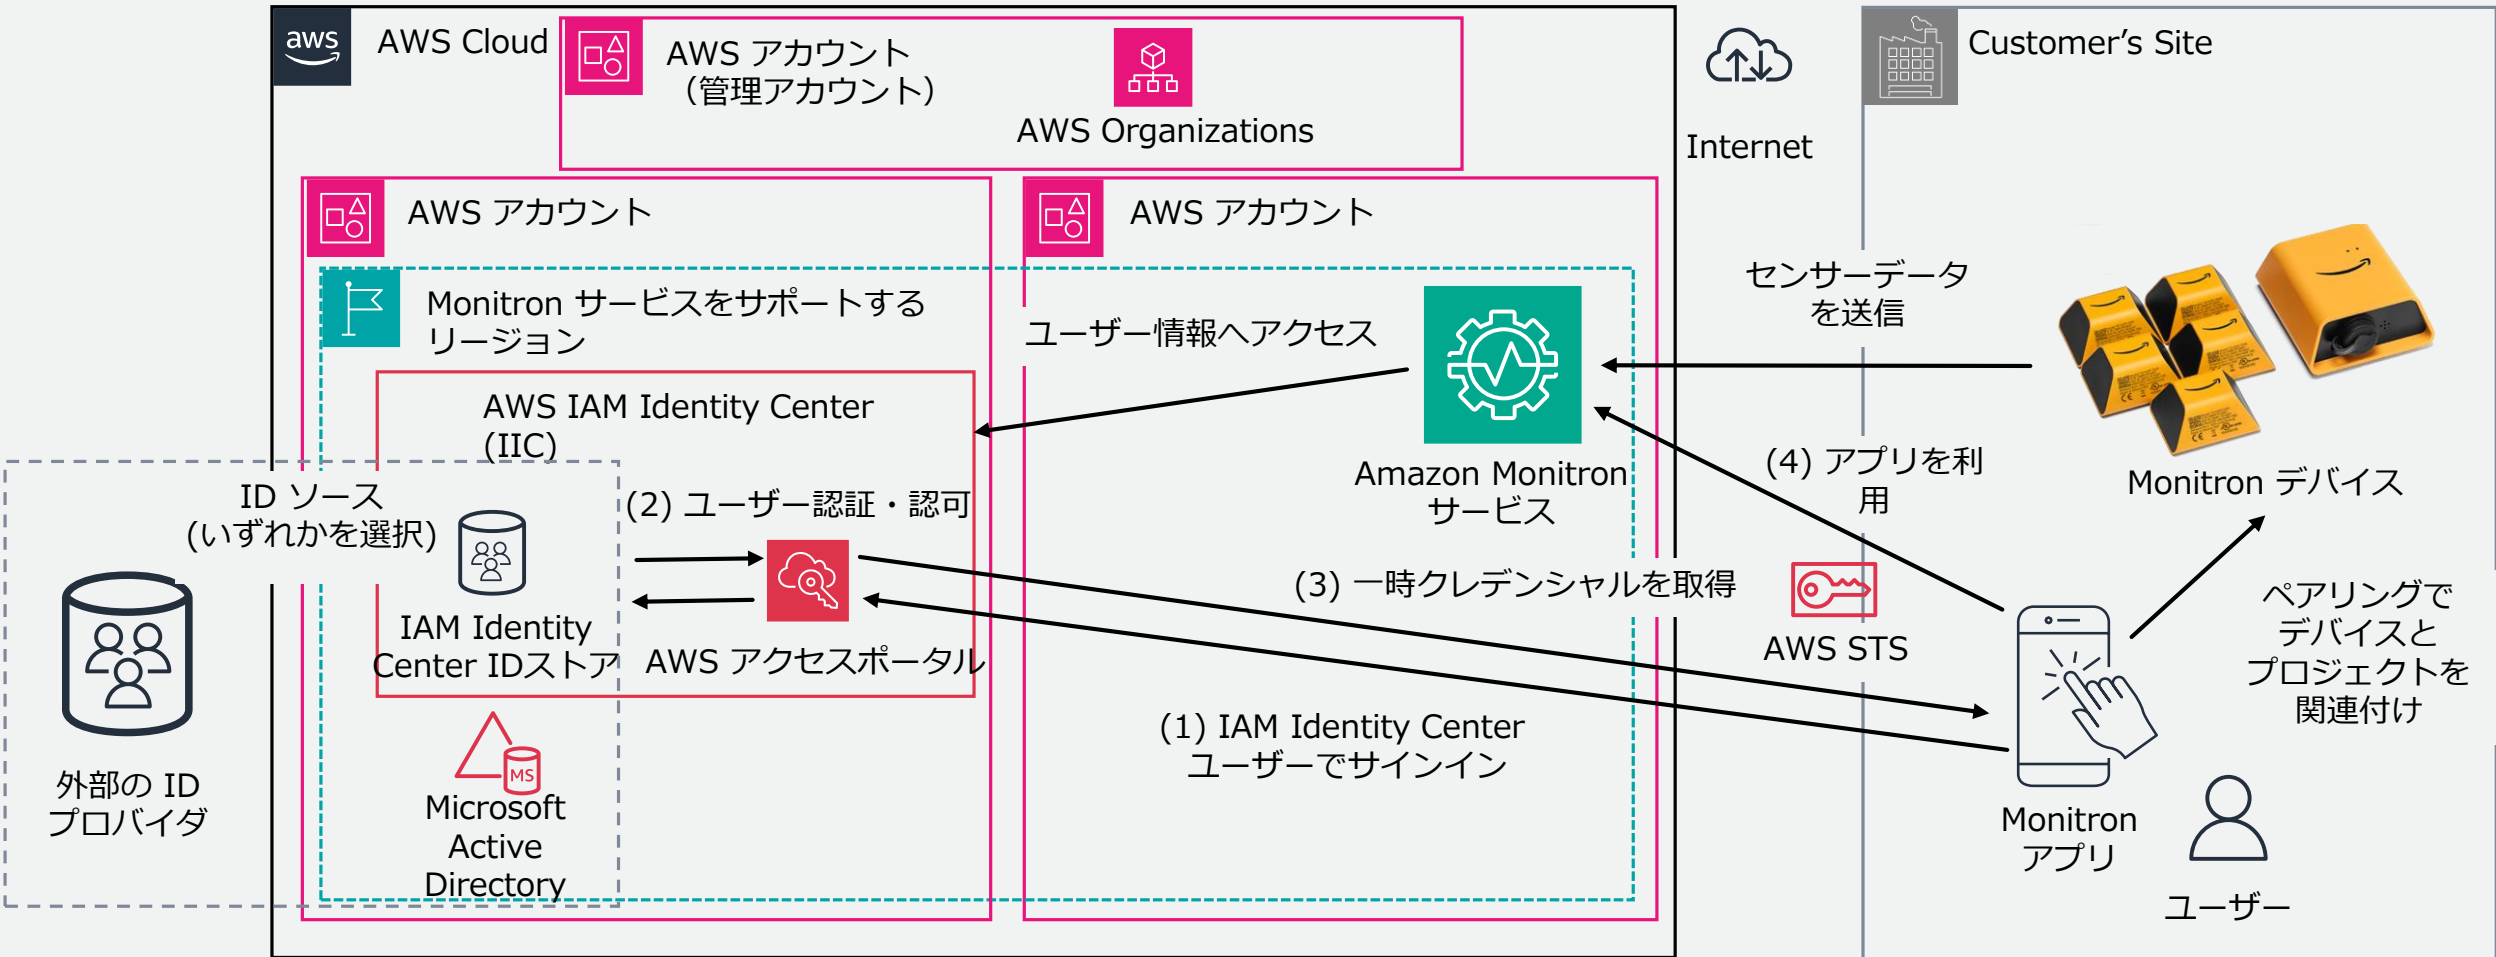 aws
AWS Cloud
AWS アカウント
（管理アカウント）
AWS Organizations
Internet
Customer's Site
AWS アカウント
AWS アカウント
Monitron サービスをサポートする
リージョン
ユーザー情報へアクセス
センサーデータ
を送信
AWS IAM Identity Center
(IIC)
ID ソース
(いずれかを選択)
(2) ユーザー認証・認可
Amazon Monitron
サービス
(4) アプリを利
用
Monitron デバイス
(3) 一時クレデンシャルを取得
AWS STS
ペアリングで
デバイスと
プロジェクトを
関連付け
IAM Identity
Center IDストア
AWS アクセスポータル
(1) IAM Identity Center
ユーザーでサインイン
外部の ID
プロバイダ
MS
Microsoft
Active
Directory
Monitron
アプリ
ユーザー